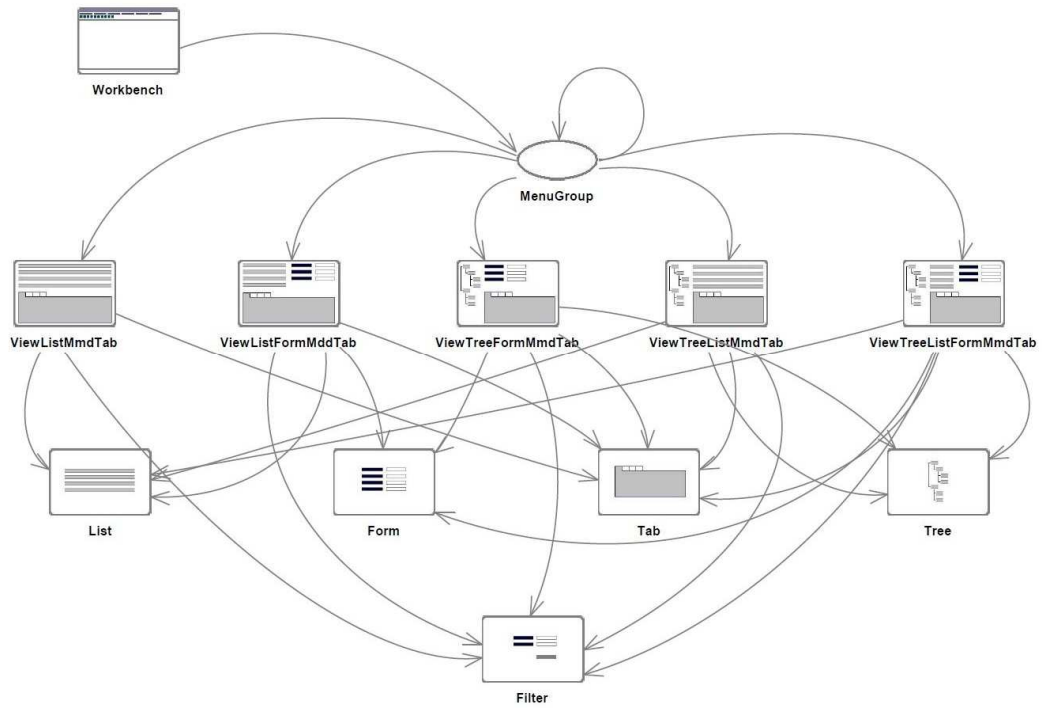 Workbench
MenuGroup
ViewListMmdTab
ViewListFormMddTab
ViewTreeFormMmdTab
ViewTreeListMmdTab
ViewTreeListFormMmdTab
List
Form
Tab
Tree
Filter